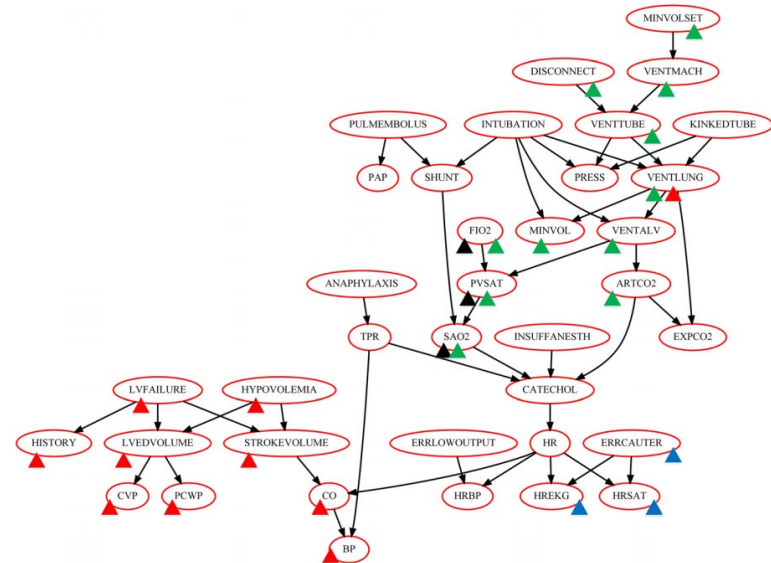 MINVOLSET
DISCONNECT VENTMACH
PULMEMBOLUS INTUBATION VENTTUBE KINKEDTUBE
PAP SHUNT PRESS VENTLUNG
FIO2 MINVOL VENTALV
ANAPHYLAXIS PVSAT ARTCO2
TPR SAO2 INSUFFANESTH EXPCO2
LVFAILURE HYPOVOLEMIA CATECHOL
HISTORY LVEDVOLUME STROKEVOLUME ERRLOWOUTPUT HR ERRCAUTER
CVP PCWP CO HRBP HREKG HRSAT
BP